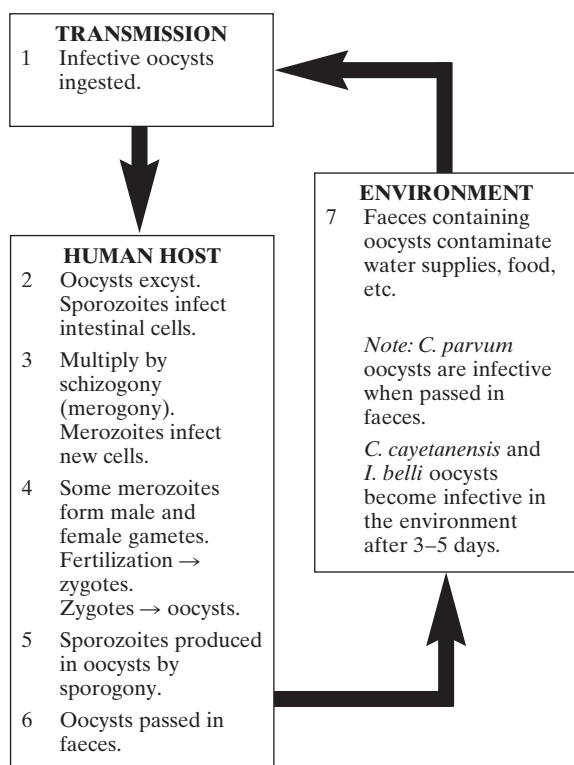 TRANSMISSION
1 Infective oocysts
ingested.
HUMAN HOST
2 Oocysts excyst.
Sporozoites infect
intestinal cells.
3 Multiply by
schizogony
(merogony).
Merozoites infect
new cells.
4 Some merozoites
form male and
female gametes.
Fertilization →
zygotes.
Zygotes → oocysts.
5 Sporozoites produced
in oocysts by
sporogony.
6 Oocysts passed in
faeces.
ENVIRONMENT
7 Faeces containing
oocysts contaminate
water supplies, food,
etc.
Note: C. parvum
oocysts are infective
when passed in
faeces.
C. cayetanensis and
I. belli oocysts
become infective in
the environment
after 3–5 days.